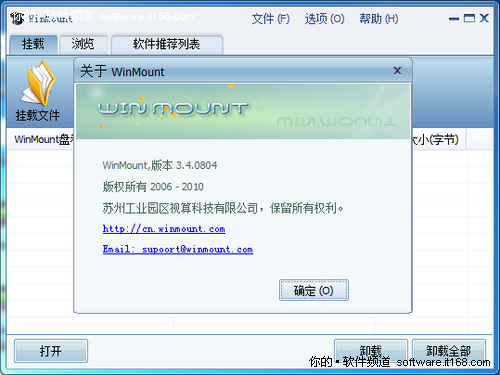 WinMount
你的·软件频道 software.it168.com
文件 (F) 选项 (O) 帮助 (H)
挂载 浏览 软件推荐列表
挂载文件
关于 WinMount
WIN MOUNT
WinMount盘
大小(字节)
WinMount,版本 3.4.0804
版权所有 2006 - 2010
苏州工业园区视算科技有限公司，保留所有权利。
http://cn.winmount.com
Email: supoort@winmount.com
确定 (O)
打开 卸载 卸载全部
你的·软件频道 software.it168.com